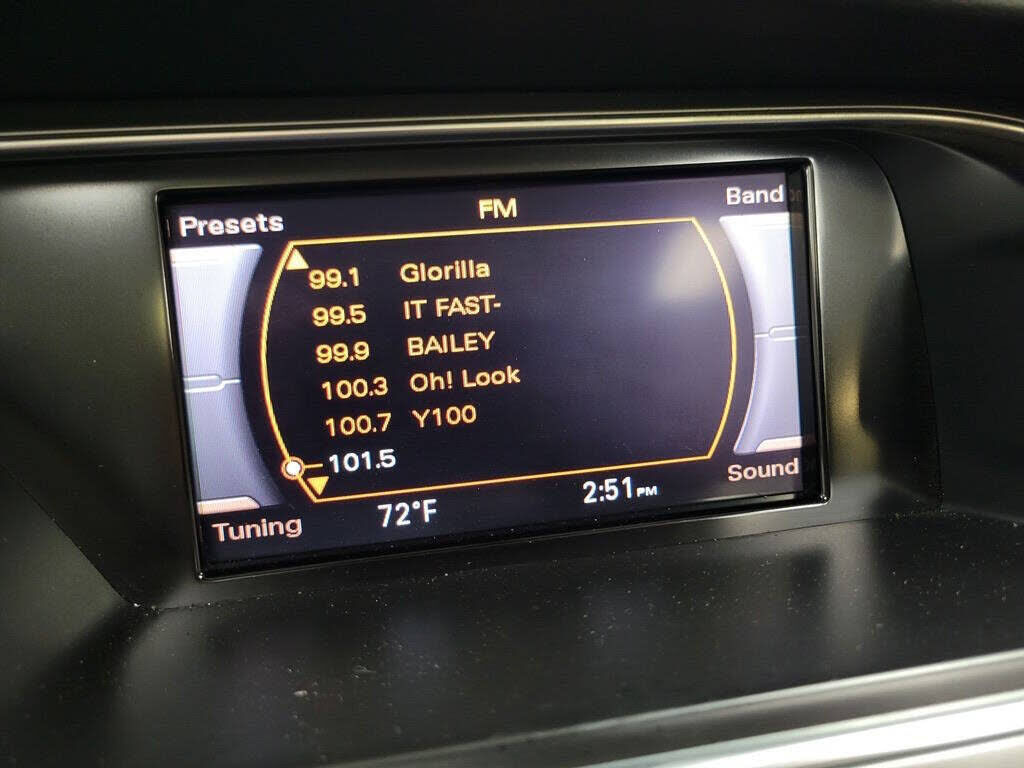 Presets FM Band
99.1 Glorilla
99.5 IT FAST-
99.9 BAILEY
100.3 Oh! Look
100.7 Y100
101.5
Tuning 72°F 2:51PM Sound